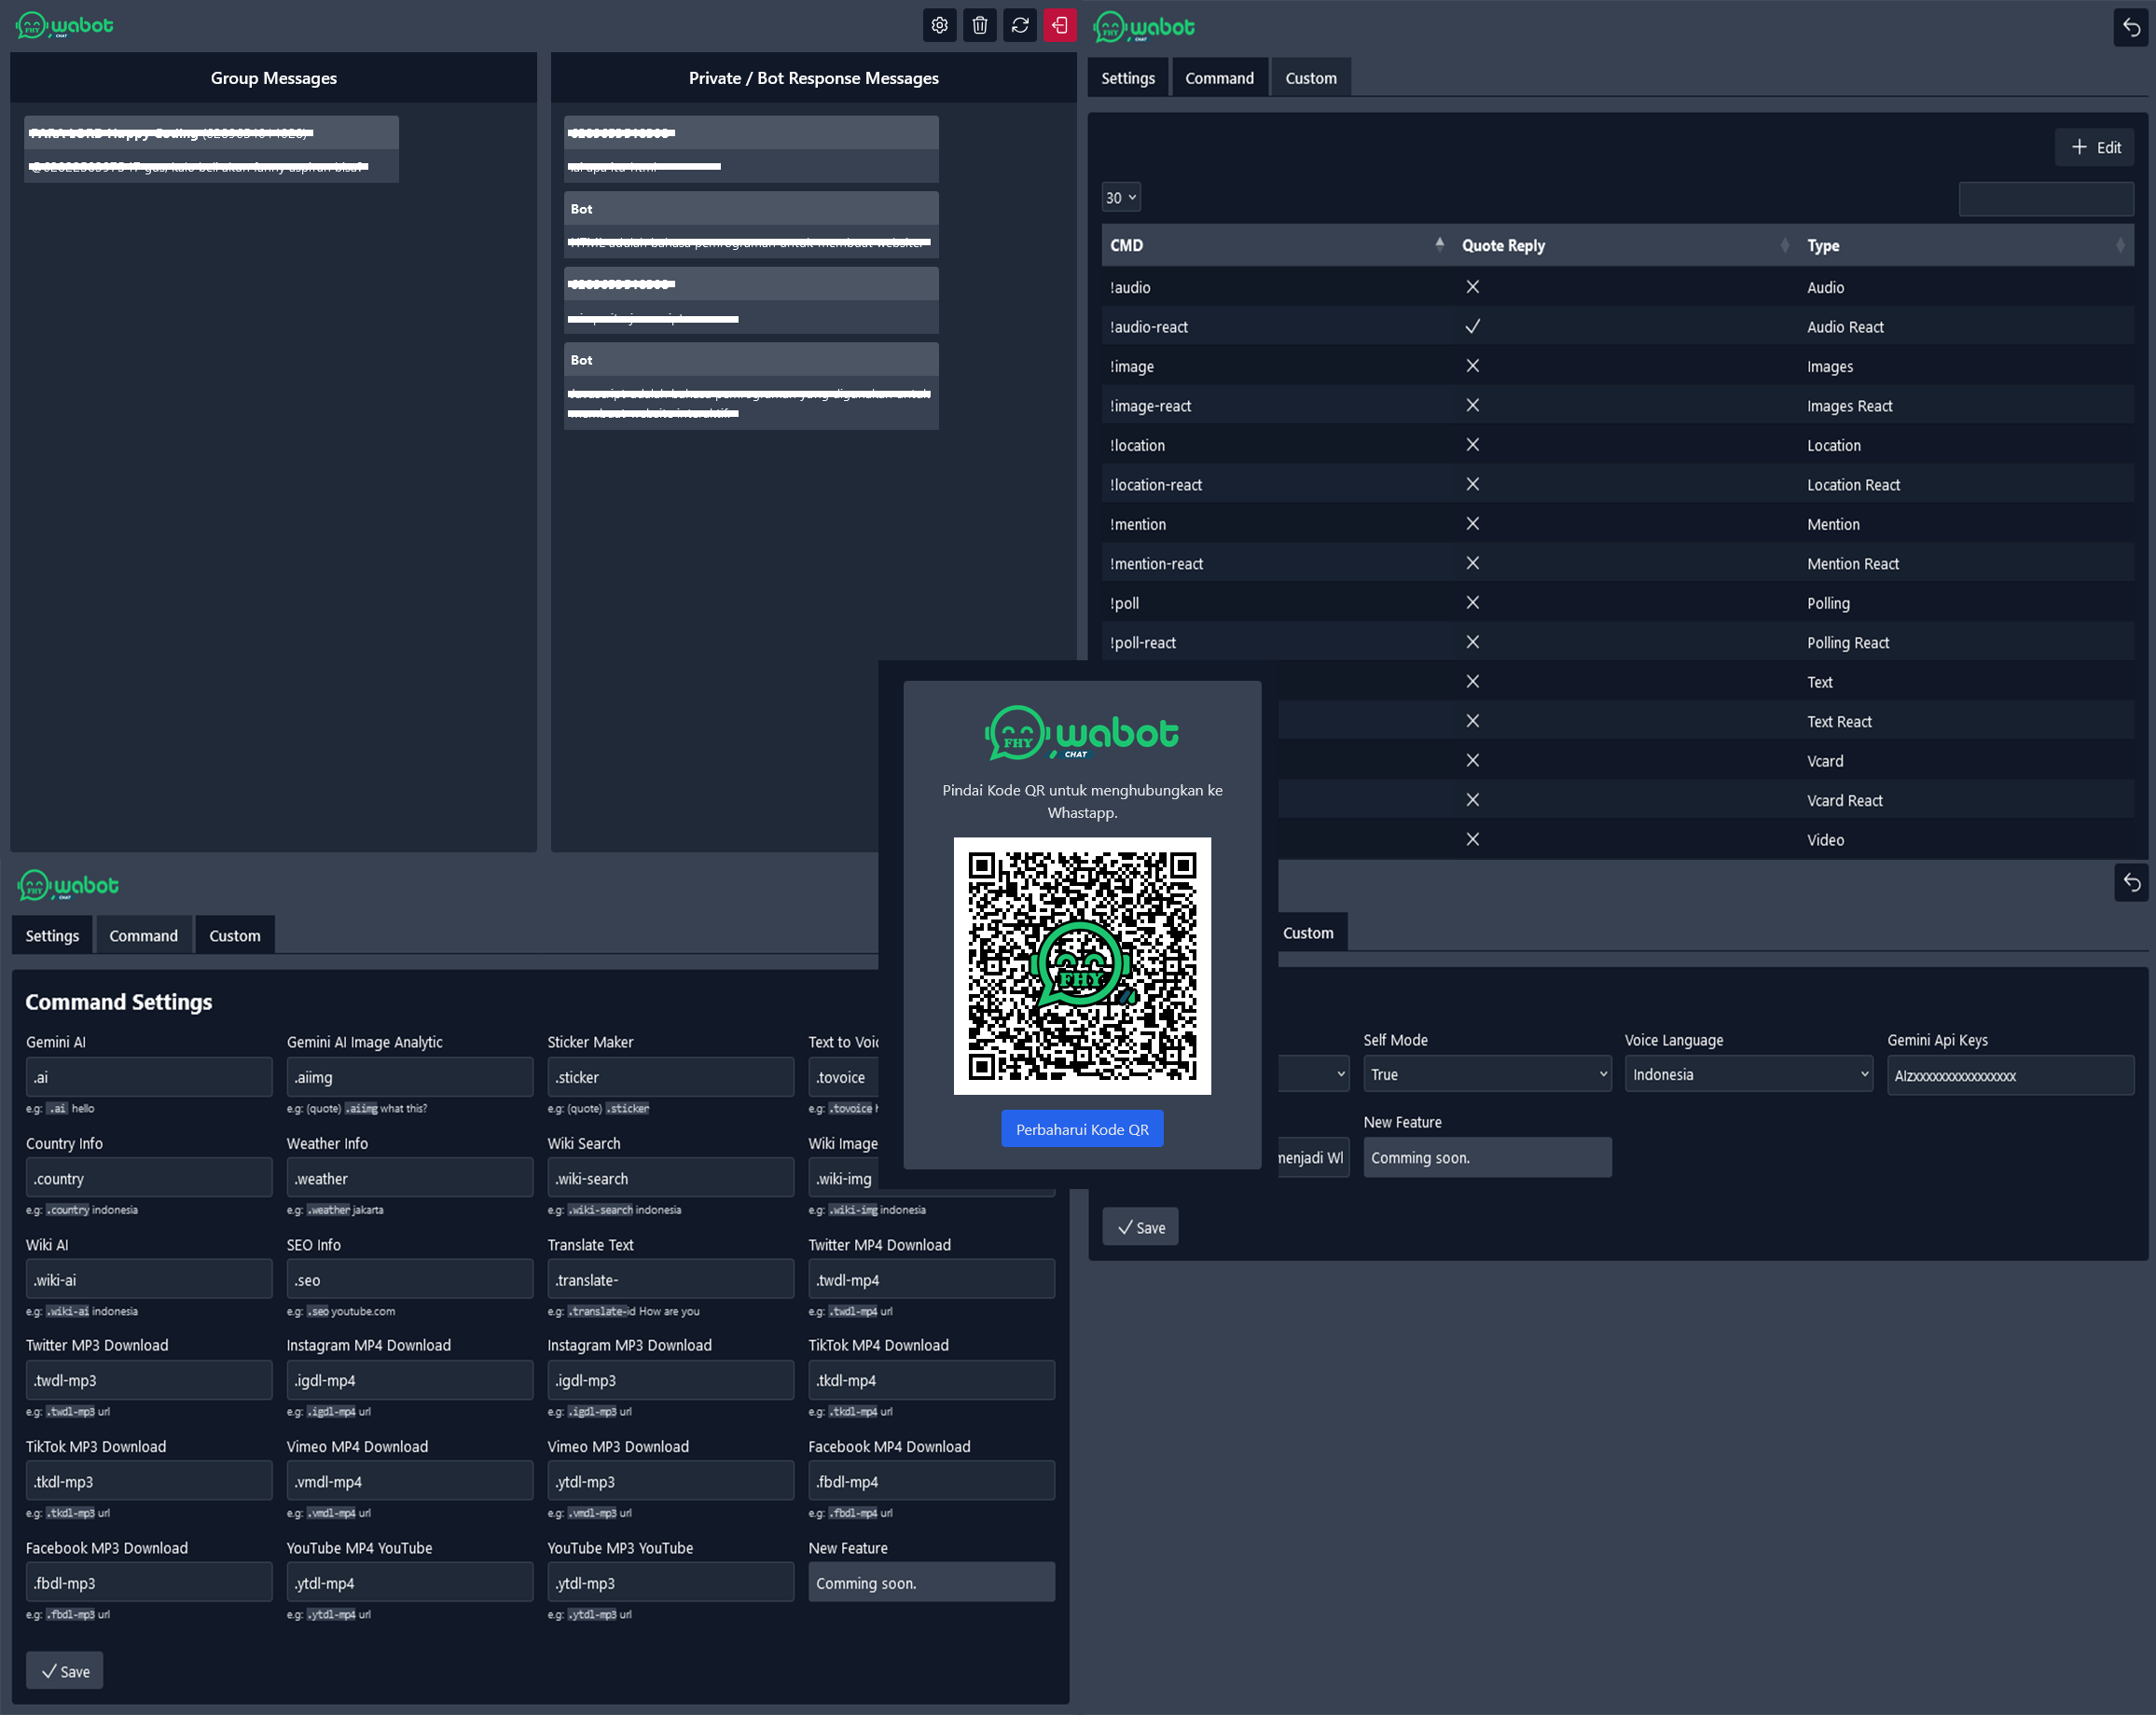 FHY wabot CHAT
Group Messages
Private / Bot Response Messages
Bot
Bot
FHY wabot CHAT
Settings Command Custom
Edit
30
CMD Quote Reply Type
!audio Audio
!audio-react Audio React
!image Images
!image-react Images React
!location Location
!location-react Location React
!mention Mention
!mention-react Mention React
!poll Polling
!poll-react Polling React
Text
Text React
Vcard
Vcard React
Video
FHY wabot CHAT
Pindai Kode QR untuk menghubungkan ke
Whastapp.
FHY
Perbaharui Kode QR
FHY wabot CHAT
Settings Command Custom
Command Settings
Gemini AI Gemini AI Image Analytic Sticker Maker Text to Voic
.ai .aiimg .sticker .tovoice
e.g: .ai hello e.g: (quote) .aiimg what this? e.g: (quote) .sticker e.g: .tovoice
Country Info Weather Info Wiki Search Wiki Image
.country .weather .wiki-search .wiki-img
e.g: .country indonesia e.g: .weather jakarta e.g: .wiki-search indonesia e.g: .wiki-img indonesia
Wiki AI SEO Info Translate Text Twitter MP4 Download
.wiki-ai .seo .translate- .twdl-mp4
e.g: .wiki-ai indonesia e.g: .seo youtube.com e.g: .translate-id How are you e.g: .twdl-mp4 url
Twitter MP3 Download Instagram MP4 Download Instagram MP3 Download TikTok MP4 Download
.twdl-mp3 .igdl-mp4 .igdl-mp3 .tkdl-mp4
e.g: .twdl-mp3 url e.g: .igdl-mp4 url e.g: .igdl-mp3 url e.g: .tkdl-mp4 url
TikTok MP3 Download Vimeo MP4 Download Vimeo MP3 Download Facebook MP4 Download
.tkdl-mp3 .vmdl-mp4 .ytdl-mp3 .fbdl-mp4
e.g: .tkdl-mp3 url e.g: .vmdl-mp4 url e.g: .vmdl-mp3 url e.g: .fbdl-mp4 url
Facebook MP3 Download YouTube MP4 YouTube YouTube MP3 YouTube New Feature
.fbdl-mp3 .ytdl-mp4 .ytdl-mp3 Comming soon.
e.g: .fbdl-mp3 url e.g: .ytdl-mp4 url e.g: .ytdl-mp3 url
Save
Custom
Self Mode Voice Language Gemini Api Keys
True Indonesia AIzxxxxxxxxxxxxxxxx
New Feature
menjadi Wl Comming soon.
Save